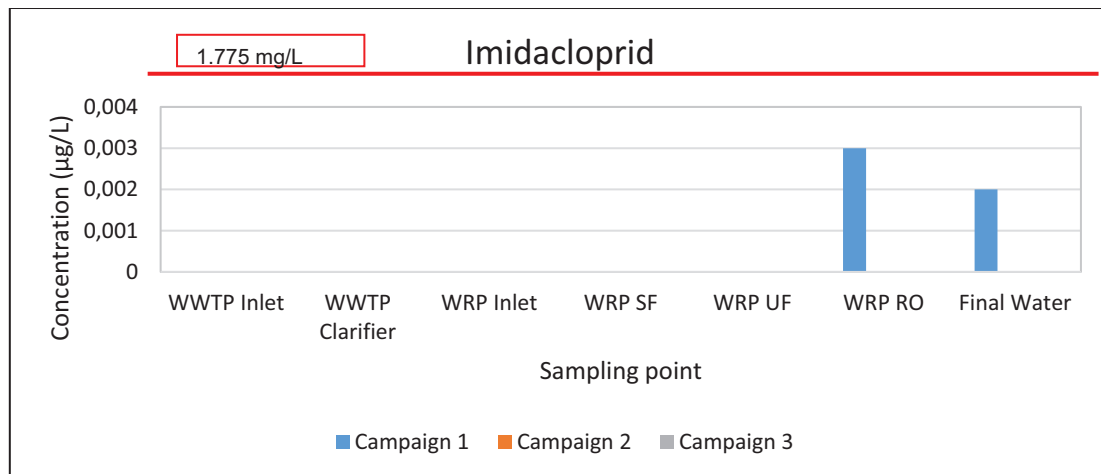 1.775 mg/L
Imidacloprid
Concentration (µg/L)
0,004
0,003
0,002
0,001
0
WWTP Inlet
WWTP
Clarifier
WRP Inlet
WRP SF
WRP UF
WRP RO
Final Water
Sampling point
Campaign 1
Campaign 2
Campaign 3